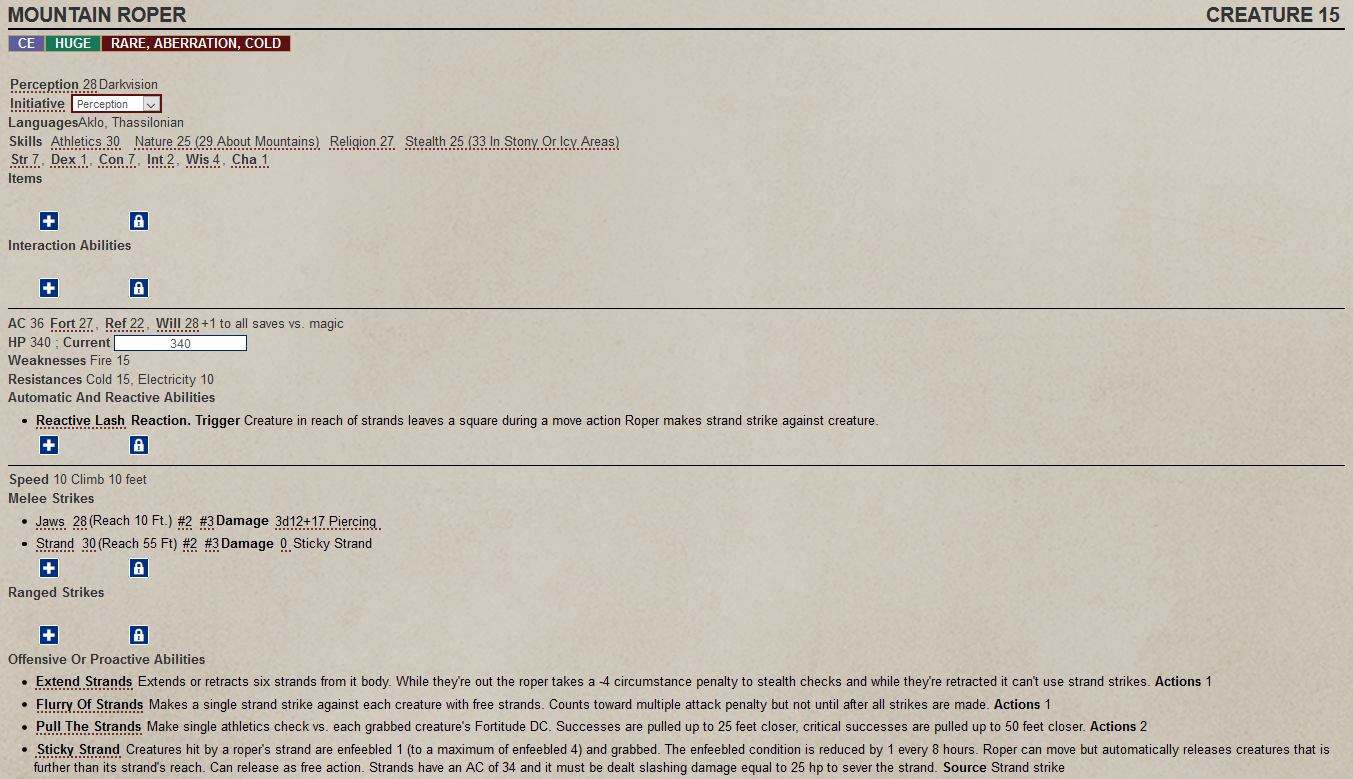 MOUNTAIN ROPER CREATURE 15
CE HUGE RARE, ABERRATION, COLD
Perception 28 Darkvision
Initiative Perception
Languages Aklo, Thassilonian
Skills Athletics 30 Nature 25 (29 About Mountains) Religion 27 Stealth 25 (33 In Stony Or Icy Areas)
Str 7, Dex 1, Con 7, Int 2, Wis 4, Cha 1
Items
Interaction Abilities
AC 36 Fort 27, Ref 22, Will 28 +1 to all saves vs. magic
HP 340 ; Current 340
Weaknesses Fire 15
Resistances Cold 15, Electricity 10
Automatic And Reactive Abilities
• Reactive Lash Reaction. Trigger Creature in reach of strands leaves a square during a move action Roper makes strand strike against creature.
Speed 10 Climb 10 feet
Melee Strikes
• Jaws 28 (Reach 10 Ft.) #2 #3 Damage 3d12+17 Piercing
• Strand 30 (Reach 55 Ft) #2 #3 Damage 0 Sticky Strand
Ranged Strikes
Offensive Or Proactive Abilities
• Extend Strands Extends or retracts six strands from it body. While they're out the roper takes a -4 circumstance penalty to stealth checks and while they're retracted it can't use strand strikes. Actions 1
• Flurry Of Strands Makes a single strand strike against each creature with free strands. Counts toward multiple attack penalty but not until after all strikes are made. Actions 1
• Pull The Strands Make single athletics check vs. each grabbed creature's Fortitude DC. Successes are pulled up to 25 feet closer, critical successes are pulled up to 50 feet closer. Actions 2
• Sticky Strand Creatures hit by a roper's strand are enfeebled 1 (to a maximum of enfeebled 4) and grabbed. The enfeebled condition is reduced by 1 every 8 hours. Roper can move but automatically releases creatures that is
further than its strand's reach. Can release as free action. Strands have an AC of 34 and it must be dealt slashing damage equal to 25 hp to sever the strand. Source Strand strike